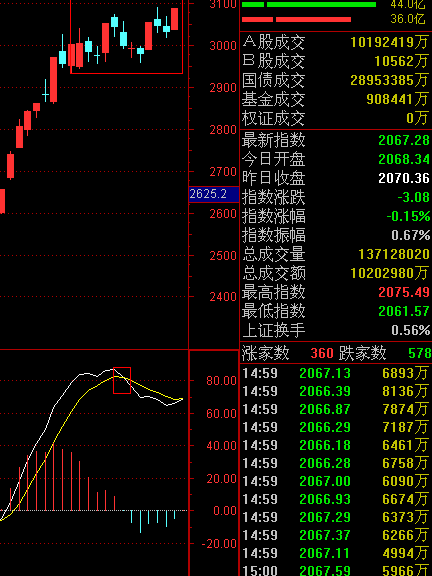 3100
3000
2900
2800
2700
2625.2
2600
2500
2400
80.00
60.00
40.00
20.00
0.00
-20.00
44.0亿
36.0亿
A股成交 10192419万
B股成交 10562万
国债成交 28953385万
基金成交 908441万
权证成交 0万
最新指数 2067.28
今日开盘 2068.34
昨日收盘 2070.36
指数涨跌 -3.08
指数涨幅 -0.15%
指数振幅 0.67%
总成交量 137128020
总成交额 10202980万
最高指数 2075.49
最低指数 2061.57
上证换手 0.56%
涨家数 360 跌家数 578
14:59 2067.13 6893万
14:59 2066.39 8136万
14:59 2066.87 7874万
14:59 2066.29 7187万
14:59 2066.18 6461万
14:59 2066.28 6758万
14:59 2067.00 6090万
14:59 2066.93 6674万
14:59 2067.29 6373万
14:59 2067.37 6266万
14:59 2067.11 4994万
15:00 2067.59 5966万